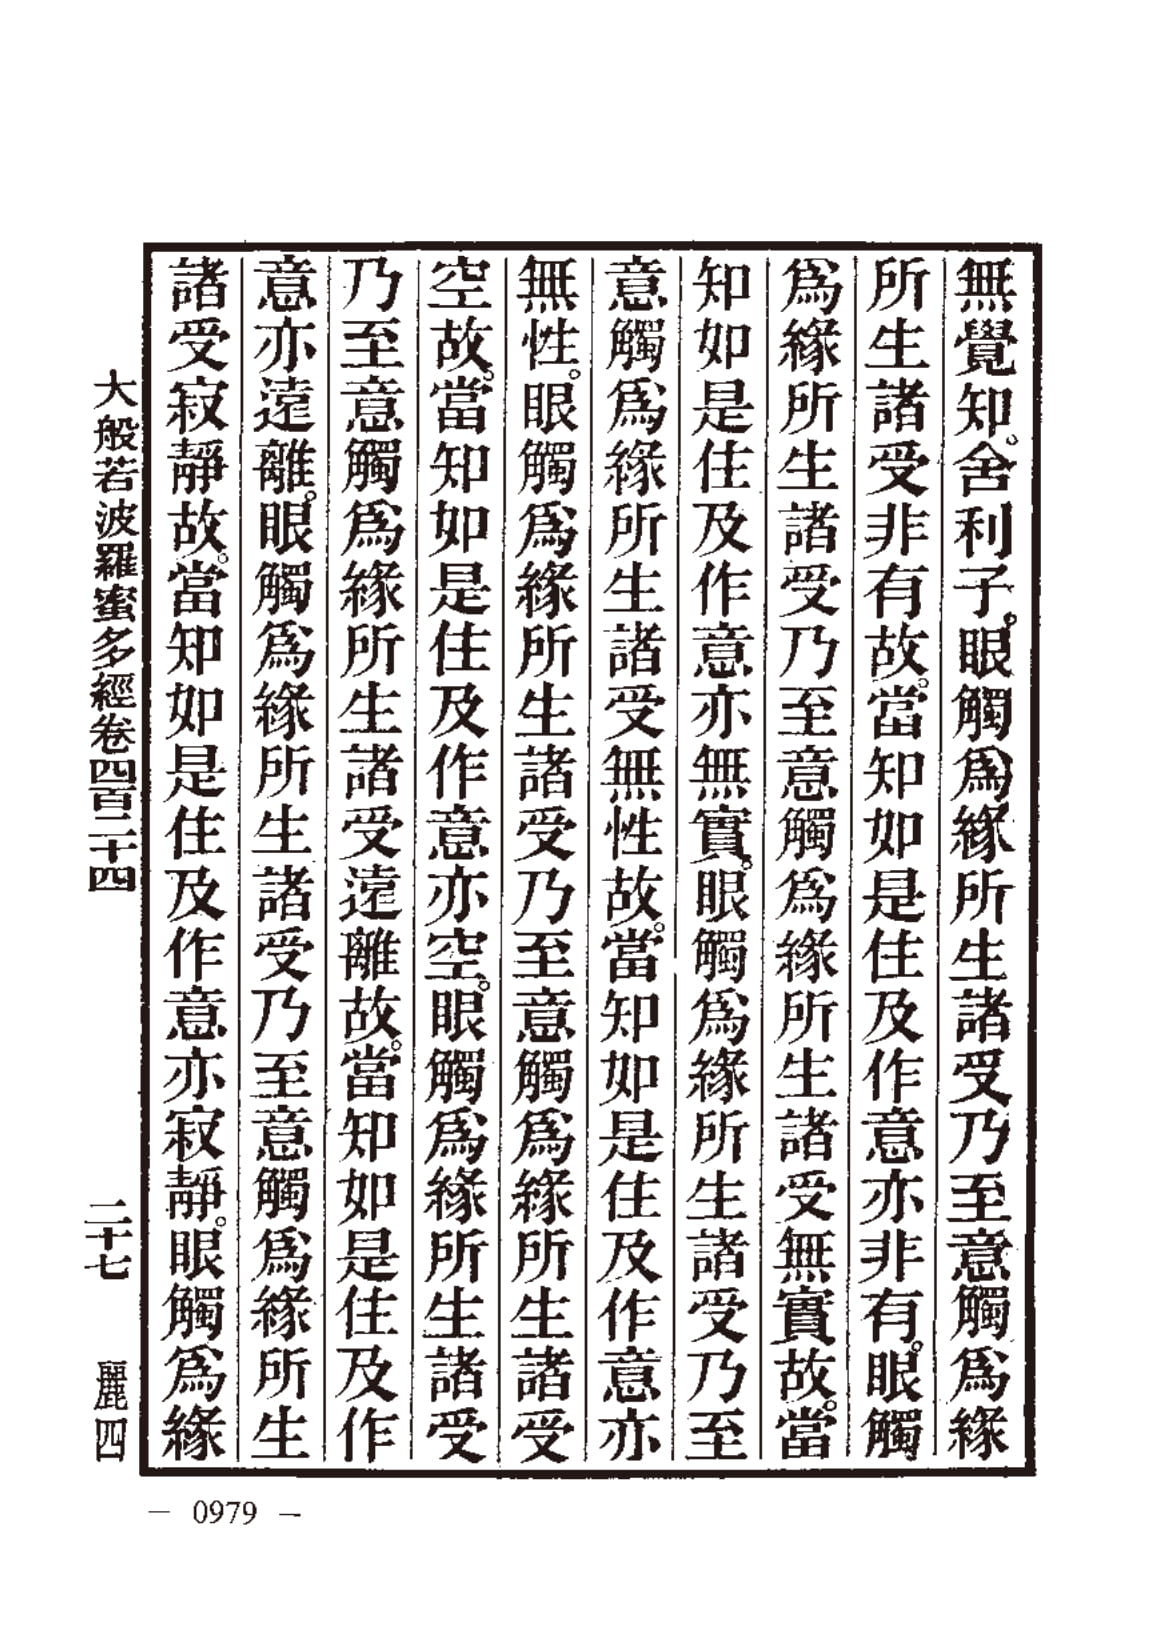 無覺知。舍利子。眼觸爲緣所生諸受乃至意觸爲緣
所生諸受非有故。當知如是住及作意亦非有。眼觸
爲緣所生諸受乃至意觸爲緣所生諸受無實故。當
知如是住及作意亦無實。眼觸爲緣所生諸受乃至
意觸爲緣所生諸受無性故。當知如是住及作意亦
無性。眼觸爲緣所生諸受乃至意觸爲緣所生諸受
空故。當知如是住及作意亦空。眼觸爲緣所生諸受
乃至意觸爲緣所生諸受遠離故。當知如是住及作
意亦遠離。眼觸爲緣所生諸受乃至意觸爲緣所生
諸受寂靜故。當知如是住及作意亦寂靜。眼觸爲緣
大般若波羅蜜多經卷四百二十四
二十七
麗四
— 0979 —